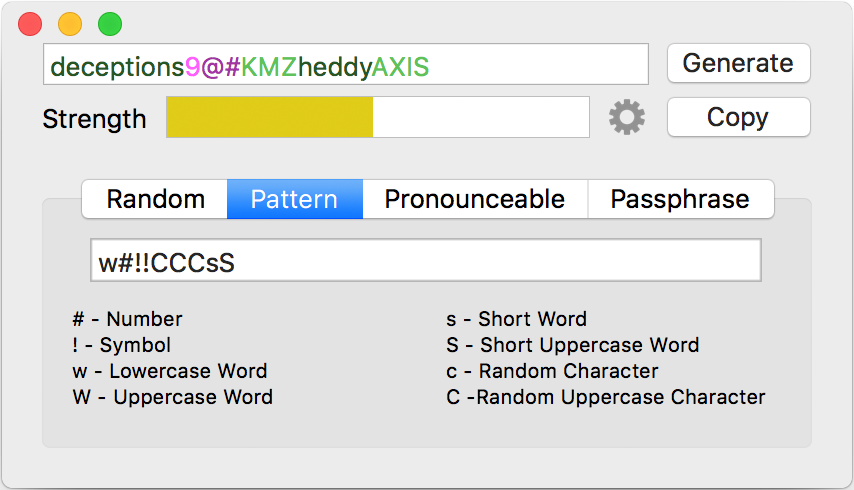 deceptions9@#KMZheddyAXIS
Generate
Strength
Copy
Random
Pattern
Pronounceable
Passphrase
w#!!CCCsS
# - Number
! - Symbol
w - Lowercase Word
W - Uppercase Word
s - Short Word
S - Short Uppercase Word
c - Random Character
C -Random Uppercase Character